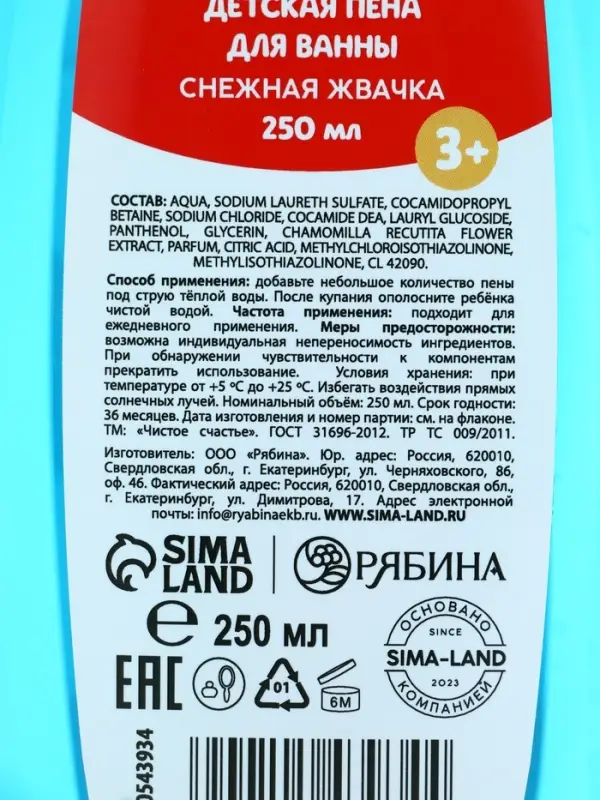 ДЕТСКАЯ ПЕНА
ДЛЯ ВАННЫ
СНЕЖНАЯ ЖВАЧКА
250 мл
3+
СОСТАВ: AQUA, SODIUM LAURETH SULFATE, COCAMIDOPROPYL
BETAINE, SODIUM CHLORIDE, COCAMIDE DEA, LAURYL GLUCOSIDE,
PANTHENOL, GLYCERIN, CHAMOMILLA RECUTITA FLOWER
EXTRACT, PARFUM, CITRIC ACID, METHYLCHLOROISOTHIAZOLINONE,
METHYLISOTHIAZOLINONE, CL 42090.
Способ применения: добавьте небольшое количество пены
под струю тёплой воды. После купания ополосните ребёнка
чистой водой. Частота применения: подходит для
ежедневного применения. Меры предосторожности:
возможна индивидуальная непереносимость ингредиентов.
При обнаружении чувствительности к компонентам
прекратить использование. Условия хранения: при
температуре от +5 ºС до +25 ºС. Избегать воздействия прямых
солнечных лучей. Номинальный объём: 250 мл. Срок годности:
36 месяцев. Дата изготовления и номер партии: см. на флаконе.
ТМ: «Чистое счастье». ГОСТ 31696-2012. ТР ТС 009/2011.
Изготовитель: ООО «Рябина». Юр. адрес: Россия, 620010,
Свердловская обл., г. Екатеринбург, ул. Черняховского, 86,
оф. 46. Фактический адрес: Россия, 620010, Свердловская обл.,
г. Екатеринбург, ул. Димитрова, 17. Адрес электронной
почты: info@ryabinaekb.ru. WWW.SIMA-LAND.RU
SIMA
LAND
РЯБИНА
℮ 250 мл
ОСНОВАНО
SINCE
SIMA-LAND
2023
КОМПАНИЕЙ
EAC
01
6M
0543934